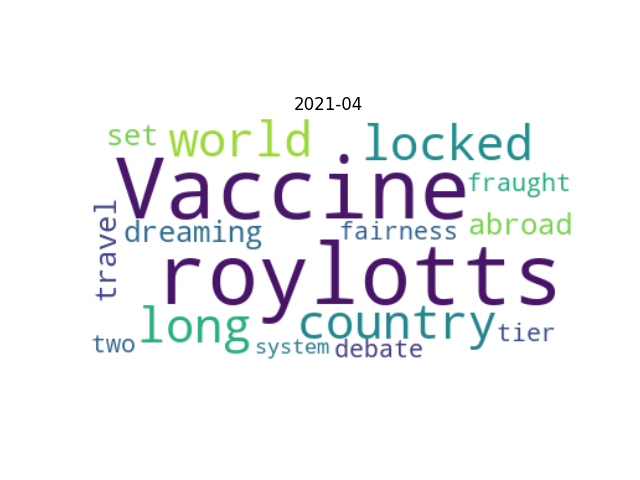 2021-04
set
world
locked
Vaccine
fraught
travel
dreaming
fairness
abroad
roylotts
long
country
tier
two
system
debate